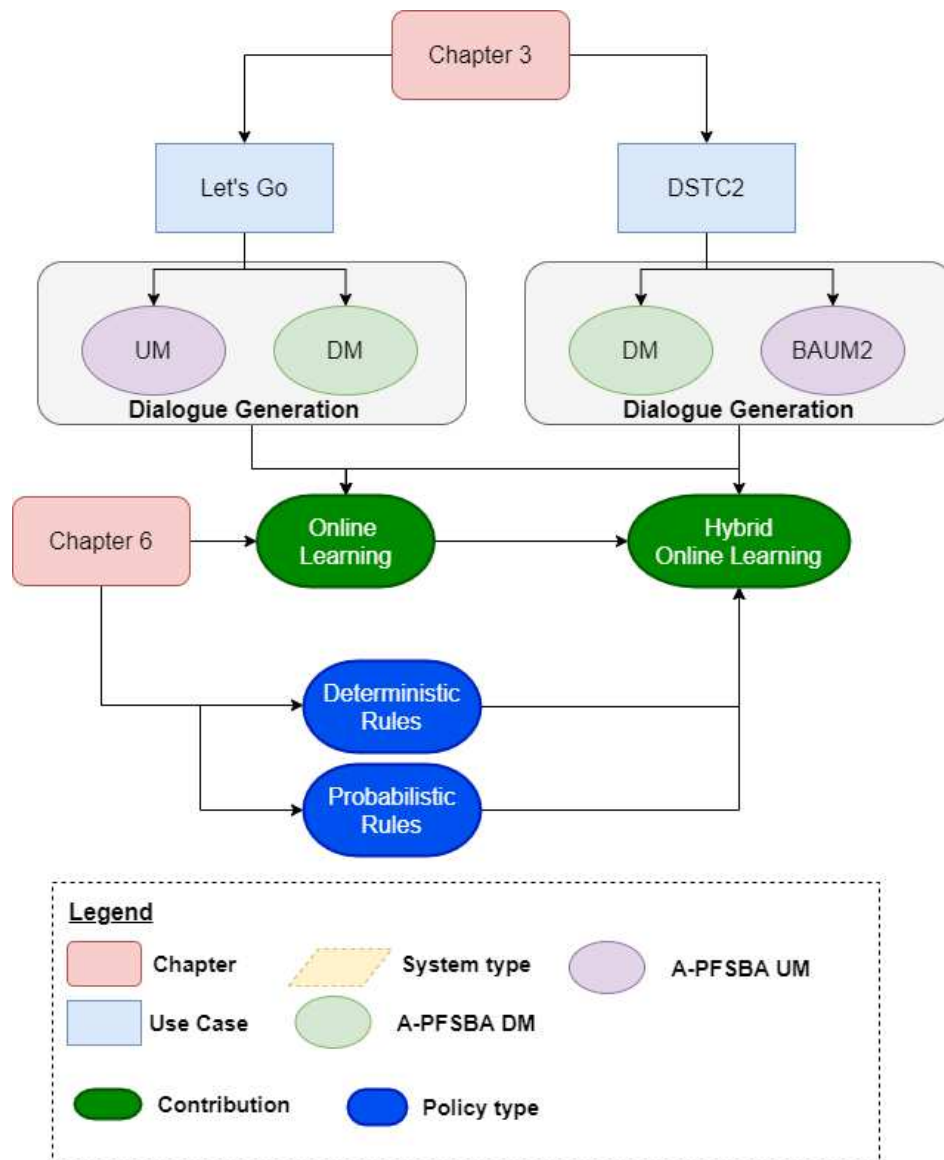 Chapter 3
Let's Go
DSTC2
UM
DM
Dialogue Generation
DM
BAUM2
Dialogue Generation
Chapter 6
Online
Learning
Hybrid
Online Learning
Deterministic
Rules
Probabilistic
Rules
Legend
Chapter
System type
A-PFSBA UM
Use Case
A-PFSBA DM
Contribution
Policy type